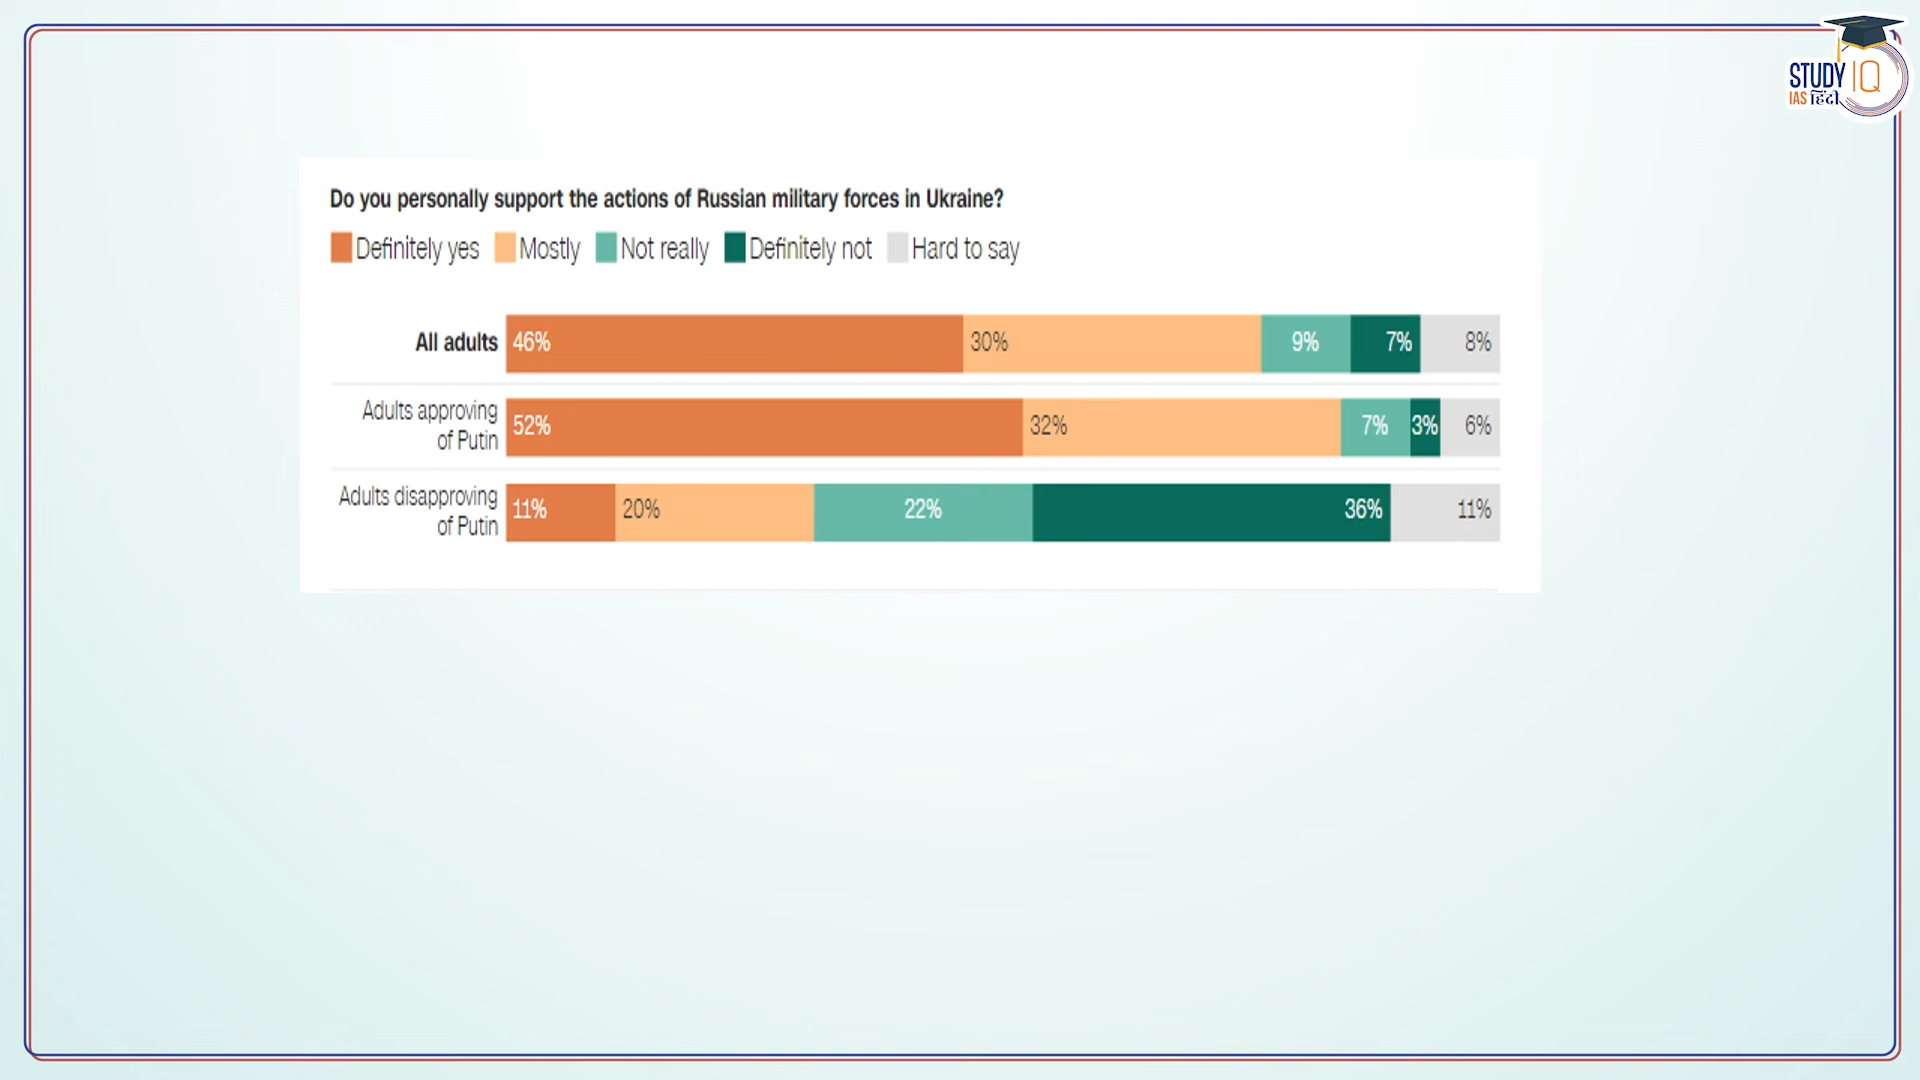 STUDY IQ
IAS हिंदी
Do you personally support the actions of Russian military forces in Ukraine?
Definitely yes Mostly Not really Definitely not Hard to say
All adults 46% 30% 9% 7% 8%
Adults approving
of Putin 52% 32% 7% 3% 6%
Adults disapproving
of Putin 11% 20% 22% 36% 11%